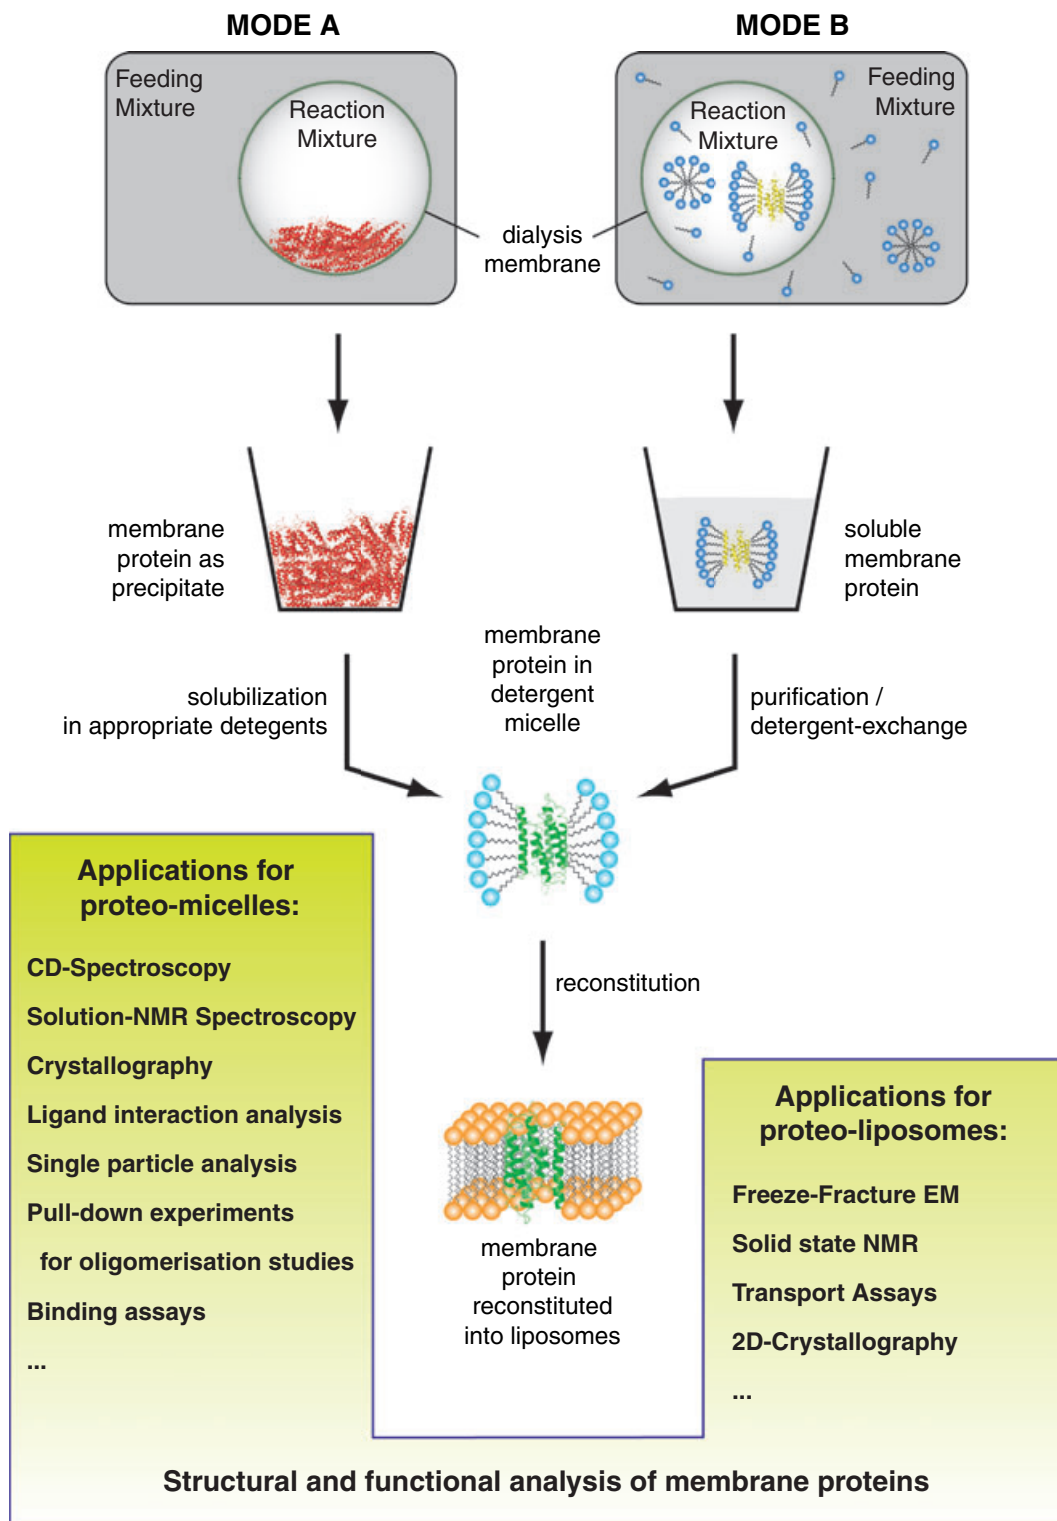 MODE A
MODE B
Feeding
Mixture
Reaction
Mixture
Reaction
Mixture
Feeding
Mixture
dialysis
membrane
membrane
protein as
precipitate
soluble
membrane
protein
solubilization
in appropriate detegents
membrane
protein in
detergent
micelle
purification /
detergent-exchange
reconstitution
Applications for
proteo-micelles:
CD-Spectroscopy
Solution-NMR Spectroscopy
Crystallography
Ligand interaction analysis
Single particle analysis
Pull-down experiments
for oligomerisation studies
Binding assays
...
membrane
protein
reconstituted
into liposomes
Applications for
proteo-liposomes:
Freeze-Fracture EM
Solid state NMR
Transport Assays
2D-Crystallography
...
Structural and functional analysis of membrane proteins